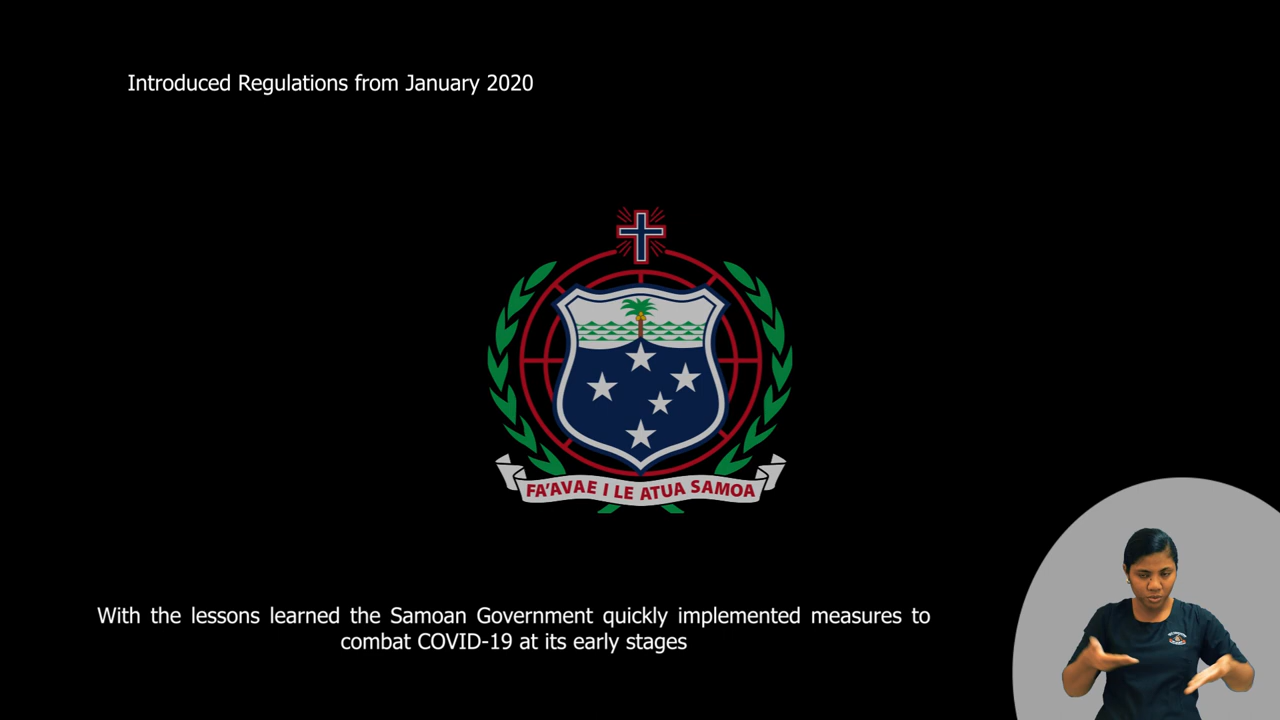 Introduced Regulations from January 2020
FA'AVAE I LE ATUA SAMOA
With the lessons learned the Samoan Government quickly implemented measures to
combat COVID-19 at its early stages